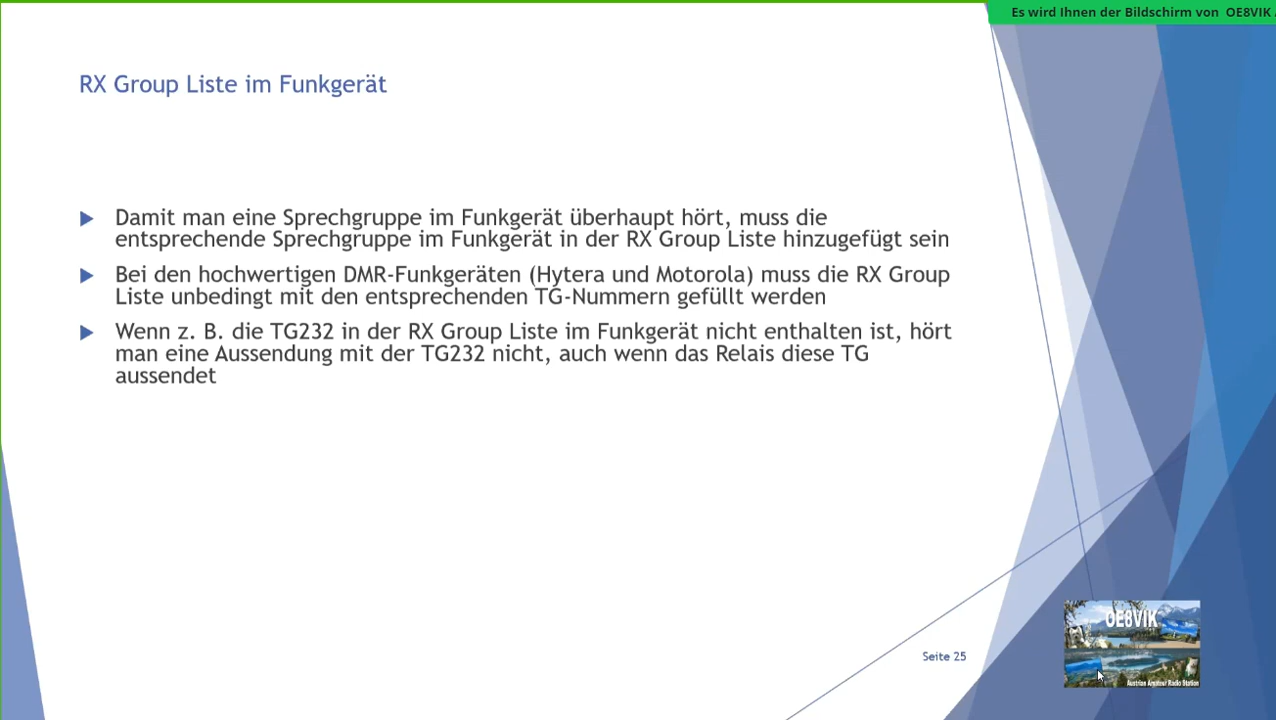 Es wird Ihnen der Bildschirm von OE8VIK
RX Group Liste im Funkgerät
Damit man eine Sprechgruppe im Funkgerät überhaupt hört, muss die
entsprechende Sprechgruppe im Funkgerät in der RX Group Liste hinzugefügt sein
Bei den hochwertigen DMR-Funkgeräten (Hytera und Motorola) muss die RX Group
Liste unbedingt mit den entsprechenden TG-Nummern gefüllt werden
Wenn z. B. die TG232 in der RX Group Liste im Funkgerät nicht enthalten ist, hört
man eine Aussendung mit der TG232 nicht, auch wenn das Relais diese TG
aussendet
OE8VIK
Austrian Amateur Radio Station
Seite 25